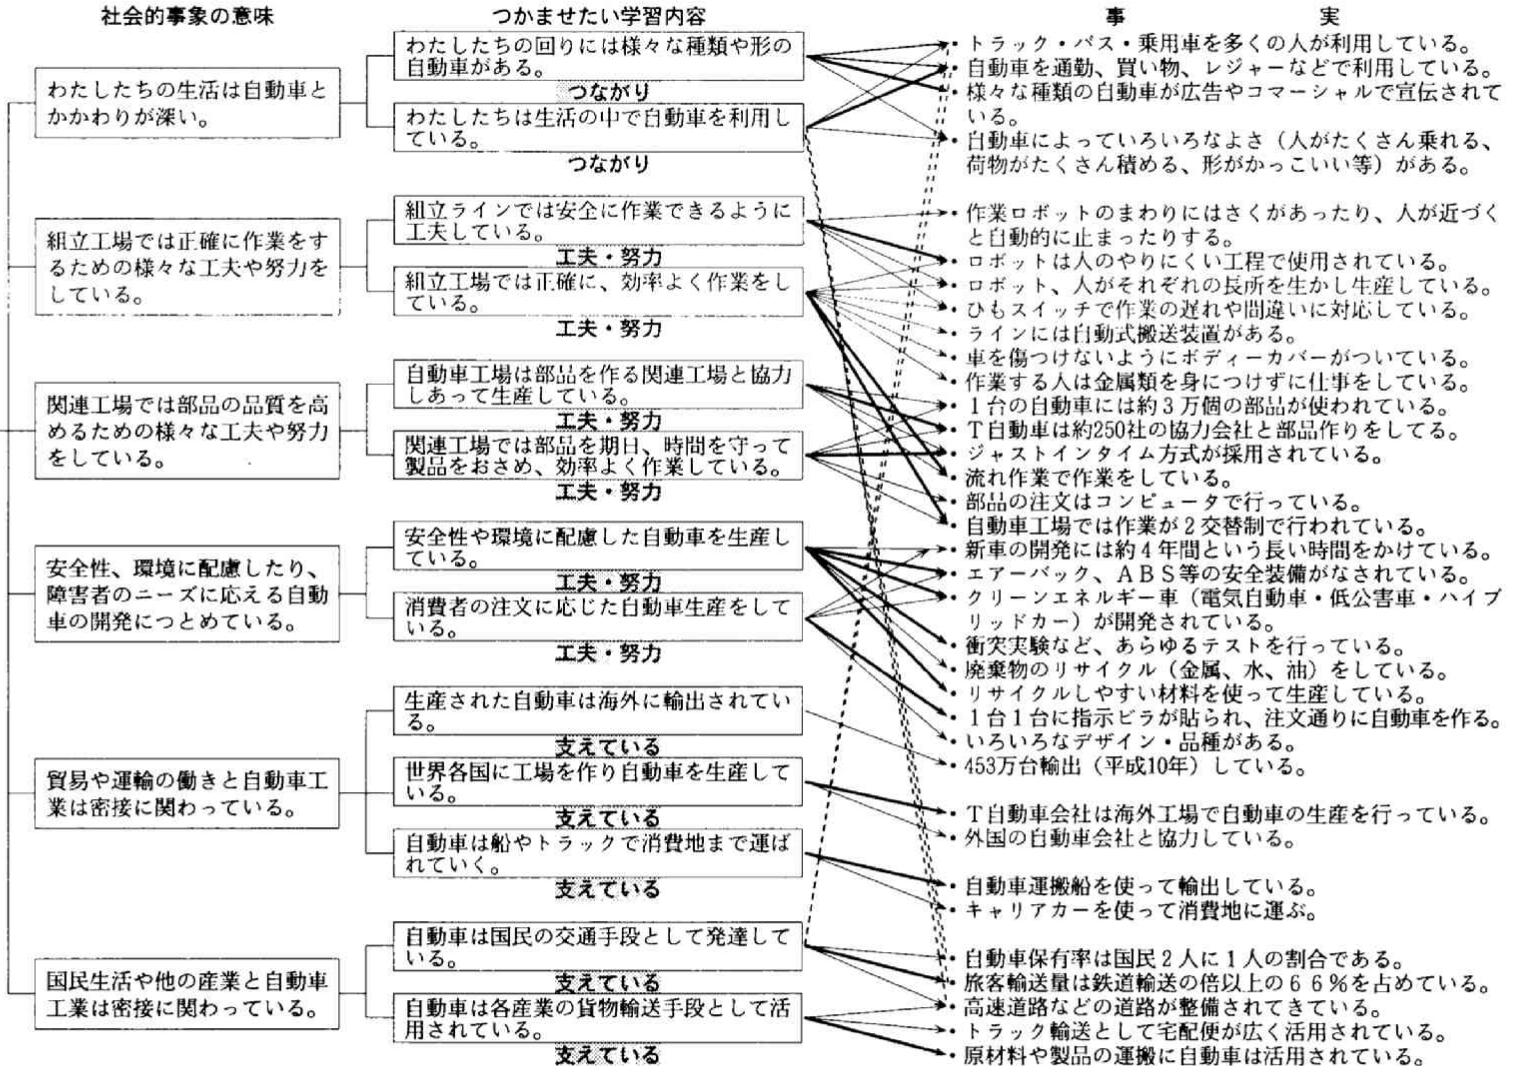 社会的事象の意味
わたしたちの生活は自動車と
かかわりが深い。
組立工場では正確に作業をす
るための様々な工夫や努力を
している。
関連工場では部品の品質を高
めるための様々な工夫や努力
をしている。
安全性、環境に配慮したり、
障害者のニーズに応える自動
車の開発につとめている。
貿易や運輸の働きと自動車工
業は密接に関わっている。
国民生活や他の産業と自動車
工業は密接に関わっている。
つかませたい学習内容
わたしたちの回りには様々な種類や形の
自動車がある。
つながり
わたしたちは生活の中で自動車を利用し
ている。
つながり
組立ラインでは安全に作業できるように
工夫している。
工夫・努力
組立工場では正確に、効率よく作業をし
ている。
工夫・努力
自動車工場は部品を作る関連工場と協力
しあって生産している。
工夫・努力
関連工場では部品を期日、時間を守って
製品をおさめ、効率よく作業している。
工夫・努力
安全性や環境に配慮した自動車を生産し
ている。
工夫・努力
消費者の注文に応じた自動車生産をして
いる。
工夫・努力
生産された自動車は海外に輸出されてい
る。
支えている
世界各国に工場を作り自動車を生産して
いる。
支えている
自動車は船やトラックで消費地まで運ば
れていく。
支えている
自動車は国民の交通手段として発達して
いる。
支えている
自動車は各産業の貨物輸送手段として活
用されている。
支えている
事　実
・トラック・バス・乗用車を多くの人が利用している。
・自動車を通勤、買い物、レジャーなどで利用している。
・様々な種類の自動車が広告やコマーシャルで宣伝されて
いる。
・自動車によっていろいろなよさ（人がたくさん乗れる、
荷物がたくさん積める、形がかっこいい等）がある。
・作業ロボットのまわりにはさくがあったり、人が近づく
と自動的に止まったりする。
・ロボットは人のやりにくい工程で使用されている。
・ロボット、人がそれぞれの長所を生かし生産している。
・ひもスイッチで作業の遅れや間違いに対応している。
・ラインには自動式搬送装置がある。
・車を傷つけないようにボディーカバーがついている。
・作業する人は金属類を身につけずに仕事をしている。
・１台の自動車には約３万個の部品が使われている。
・Ｔ自動車は約250社の協力会社と部品作りをしてる。
・ジャストインタイム方式が採用されている。
・流れ作業で作業をしている。
・部品の注文はコンピュータで行っている。
・自動車工場では作業が２交替制で行われている。
・新車の開発には約４年間という長い時間をかけている。
・エアーバック、ＡＢＳ等の安全装備がなされている。
・クリーンエネルギー車（電気自動車・低公害車・ハイブ
リッドカー）が開発されている。
・衝突実験など、あらゆるテストを行っている。
・廃棄物のリサイクル（金属、水、油）をしている。
・リサイクルしやすい材料を使って生産している。
・１台１台に指示ビラが貼られ、注文通りに自動車を作る。
・いろいろなデザイン・品種がある。
・453万台輸出（平成10年）している。
・Ｔ自動車会社は海外工場で自動車の生産を行っている。
・外国の自動車会社と協力している。
・自動車運搬船を使って輸出している。
・キャリアカーを使って消費地に運ぶ。
・自動車保有率は国民２人に１人の割合である。
・旅客輸送量は鉄道輸送の倍以上の６６％を占めている。
・高速道路などの道路が整備されてきている。
・トラック輸送として宅配便が広く活用されている。
・原材料や製品の運搬に自動車は活用されている。